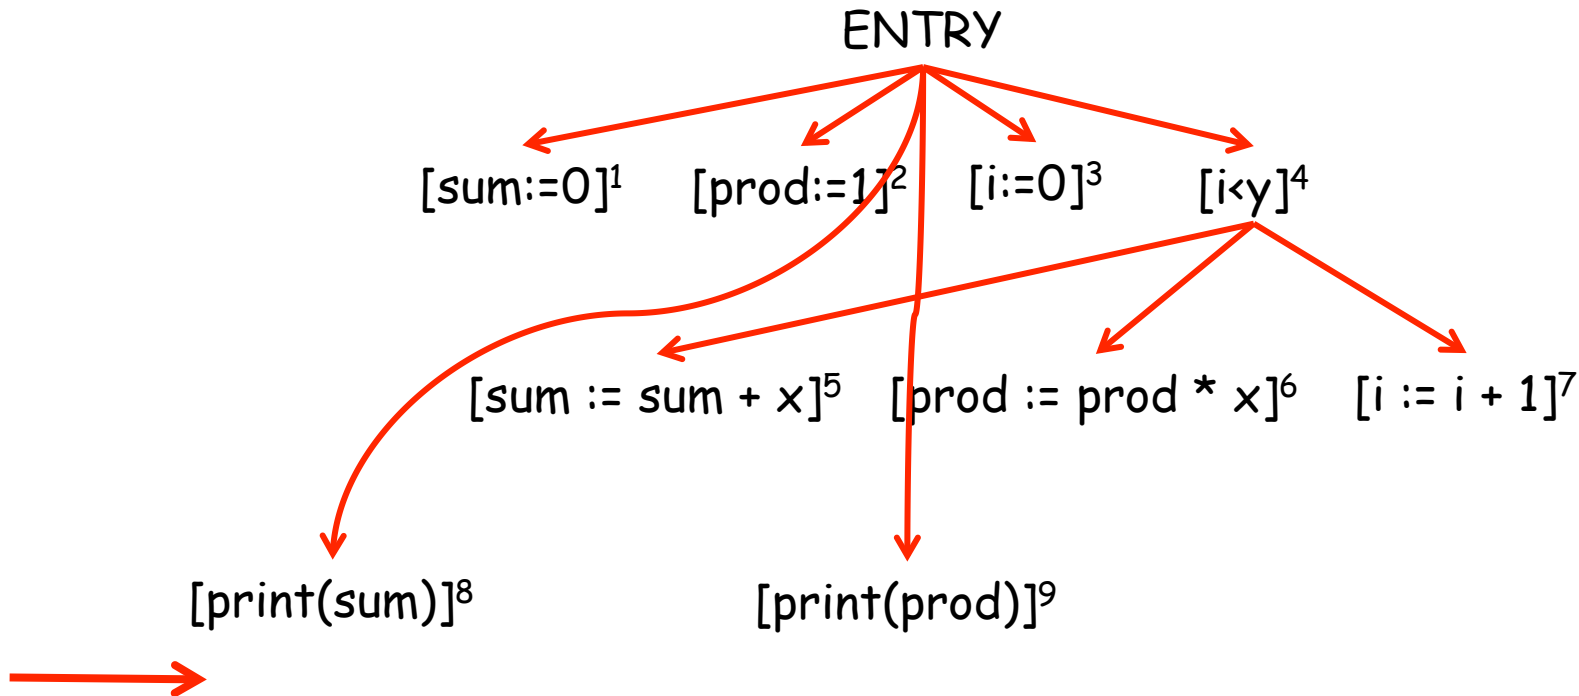 ENTRY
[sum:=0]¹ [prod:=1]² [i:=0]³ [i<y]⁴
[sum := sum + x]⁵ [prod := prod * x]⁶ [i := i + 1]⁷
[print(sum)]⁸ [print(prod)]⁹